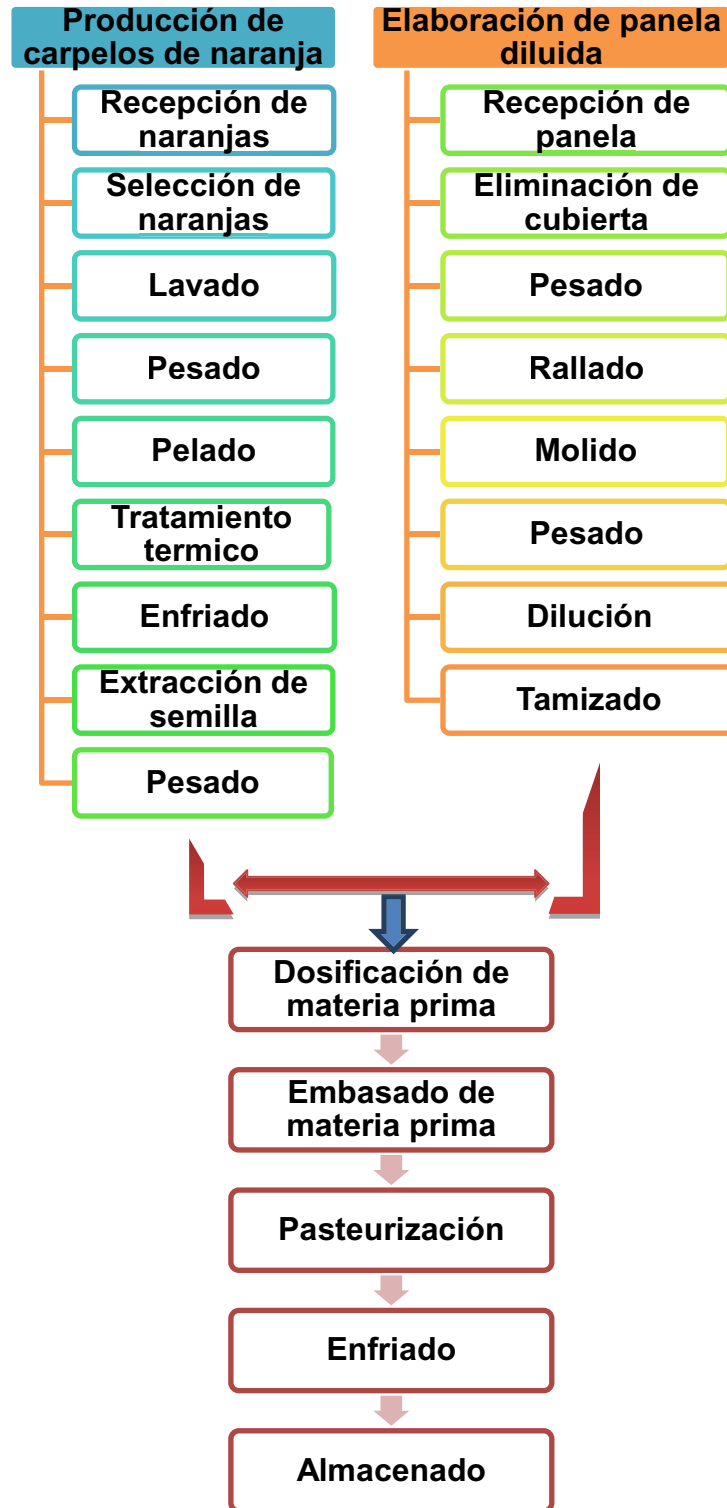 Producción de
carpelos de naranja
Recepción de
naranjas
Selección de
naranjas
Lavado
Pesado
Pelado
Tratamiento
termico
Enfriado
Extracción de
semilla
Pesado
Elaboración de panela
diluida
Recepción de
panela
Eliminación de
cubierta
Pesado
Rallado
Molido
Pesado
Dilución
Tamizado
Dosificación de
materia prima
Embasado de
materia prima
Pasteurización
Enfriado
Almacenado